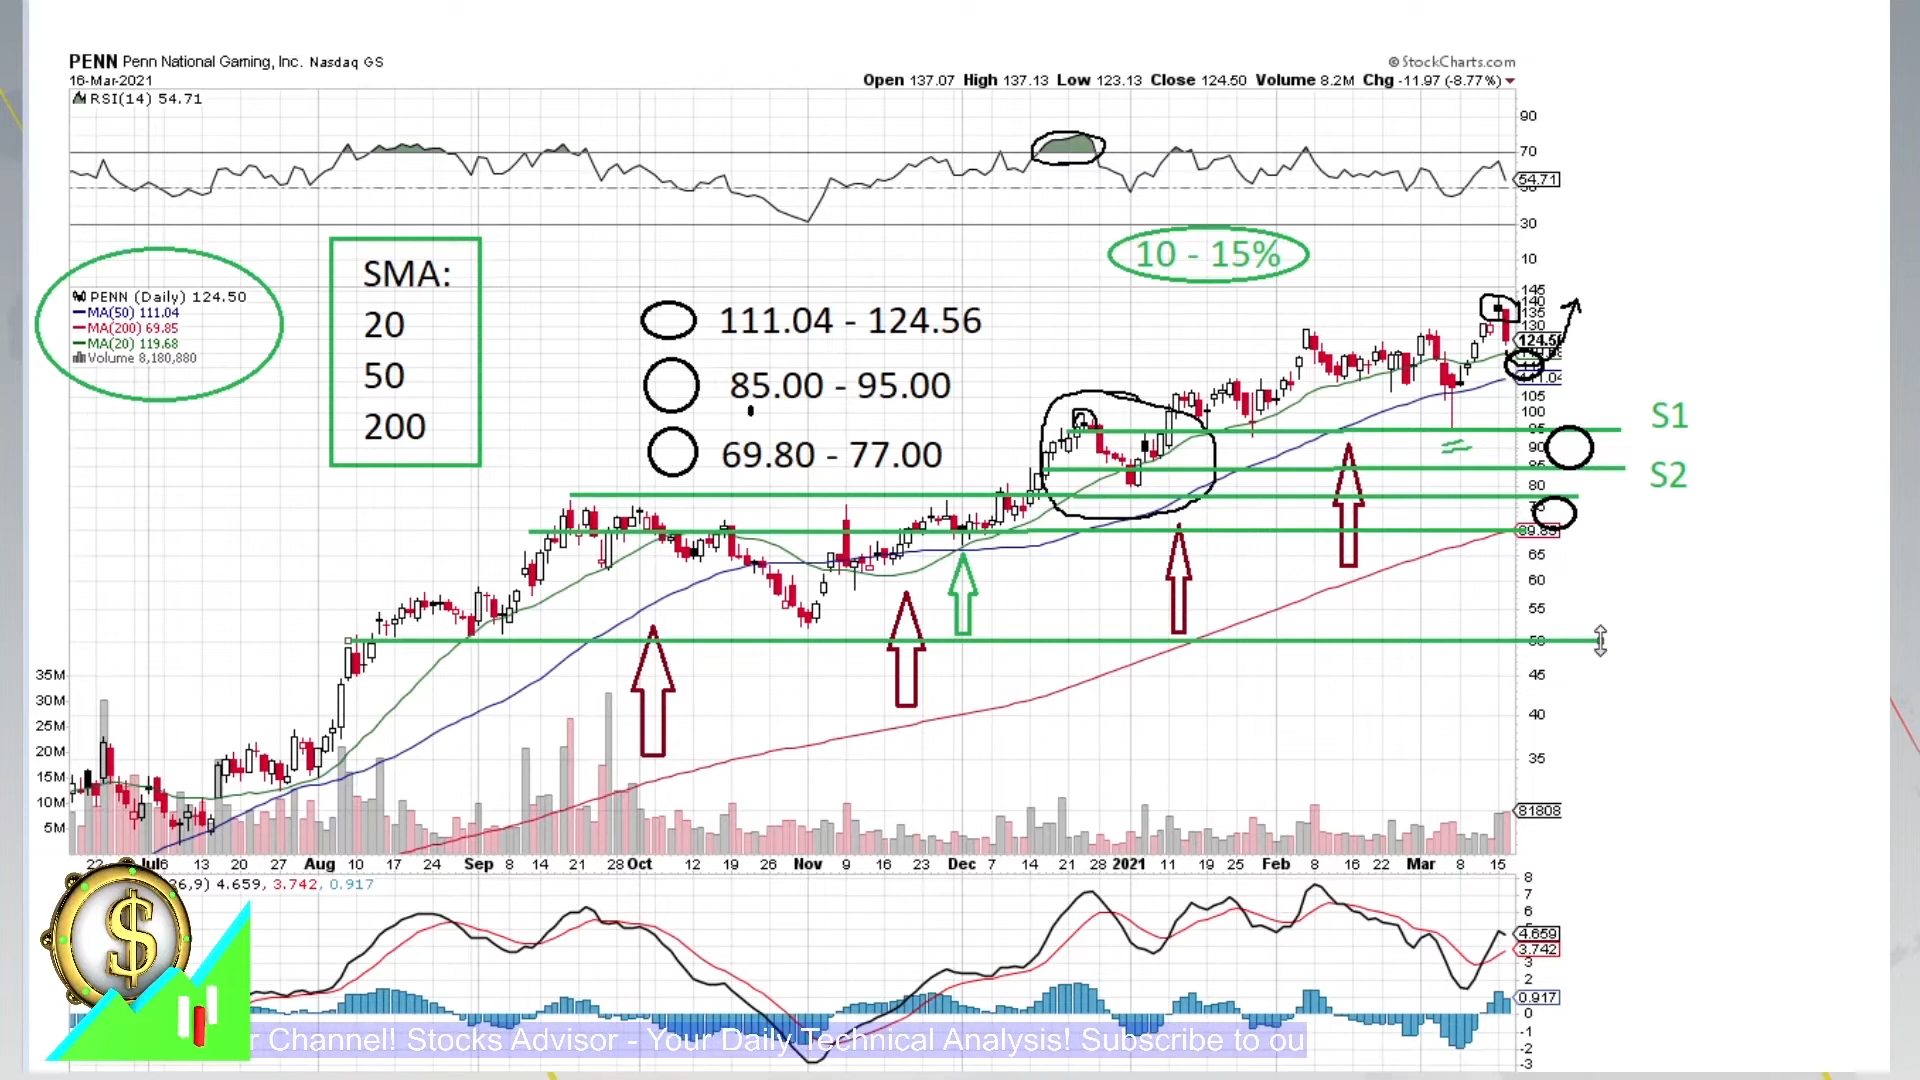 PENN Penn National Gaming, Inc. Nasdaq GS
© StockCharts.com
16-Mar-2021
Open 137.07 High 137.13 Low 123.13 Close 124.50 Volume 8.2M Chg -11.97 (-8.77%)
RSI(14) 54.71
90
70
54.71
30
10
10 - 15%
PENN (Daily) 124.50
MA(50) 111.04
MA(200) 69.85
MA(20) 119.68
Volume 8,180,880
SMA:
20
50
200
111.04 - 124.56
85.00 - 95.00
69.80 - 77.00
145
140
135
130
105
100
90
80
65
60
55
50
45
40
35
S1
S2
35M
30M
25M
20M
15M
10M
5M
81808
22 Jul 6 13 20 27 Aug 10 17 24 Sep 8 14 21 28 Oct 12 19 26 Nov 9 16 23 Dec 7 14 21 28 2021 11 19 25 Feb 8 16 22 Mar 8 15
26,9) 4.659, 3.742, 0.917
8
7
6
4.659
3.742
3
2
0.917
0
-1
-2
-3
$
r Channel! Stocks Advisor - Your Daily Technical Analysis! Subscribe to ou